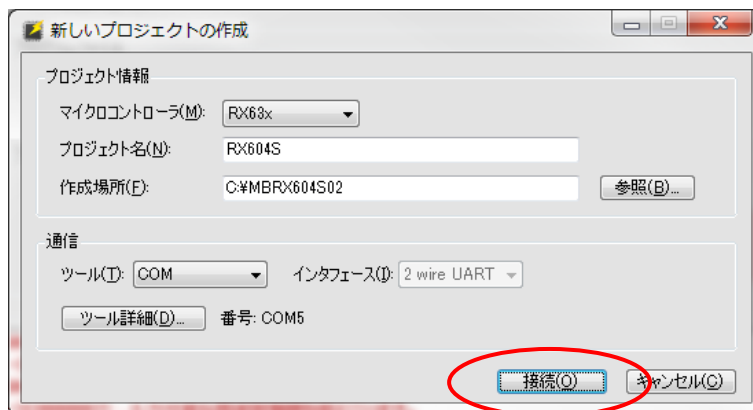 新しいプロジェクトの作成
プロジェクト情報
マイクロコントローラ(M): RX63x
プロジェクト名(N): RX604S
作成場所(F): C:¥MBRX604S02 参照(B)...
通信
ツール(T): COM インタフェース(I): 2 wire UART
ツール詳細(D)... 番号: COM5
接続(O) キャンセル(C)